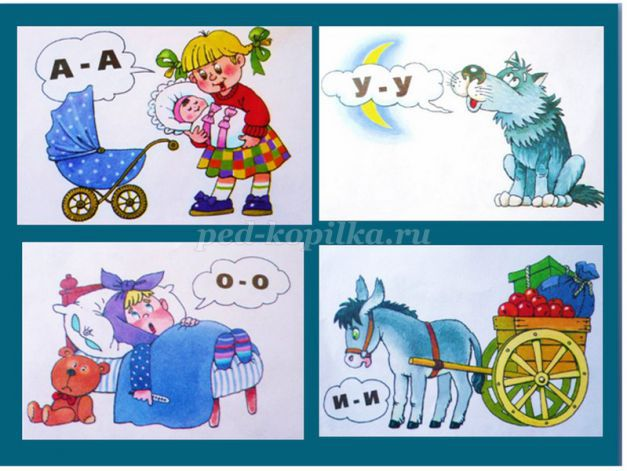 А - А
У - У
ped-kopilka.ru
О - О
И - И